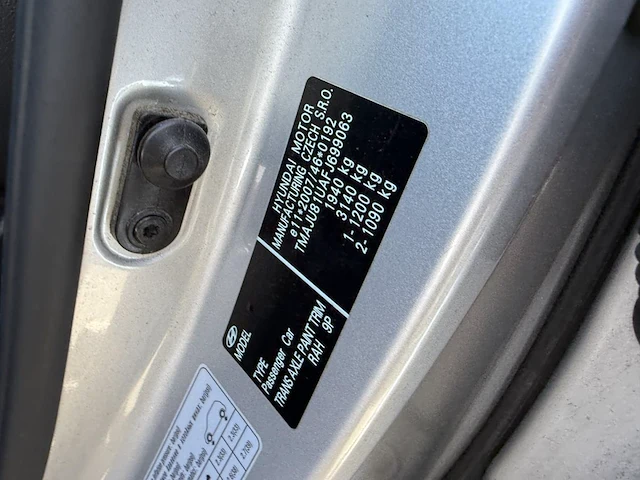 HYUNDAI MOTOR
MANUFACTURING CZECH S.R.O.
e11*2007/46*0192
TMAJU81UAFJ699063
1940 kg
3140 kg
1-1200 kg
2-1090 kg
MODEL
TYPE
Passenger Car
TRANS AXLE PAINT TRIM
RAH 9P